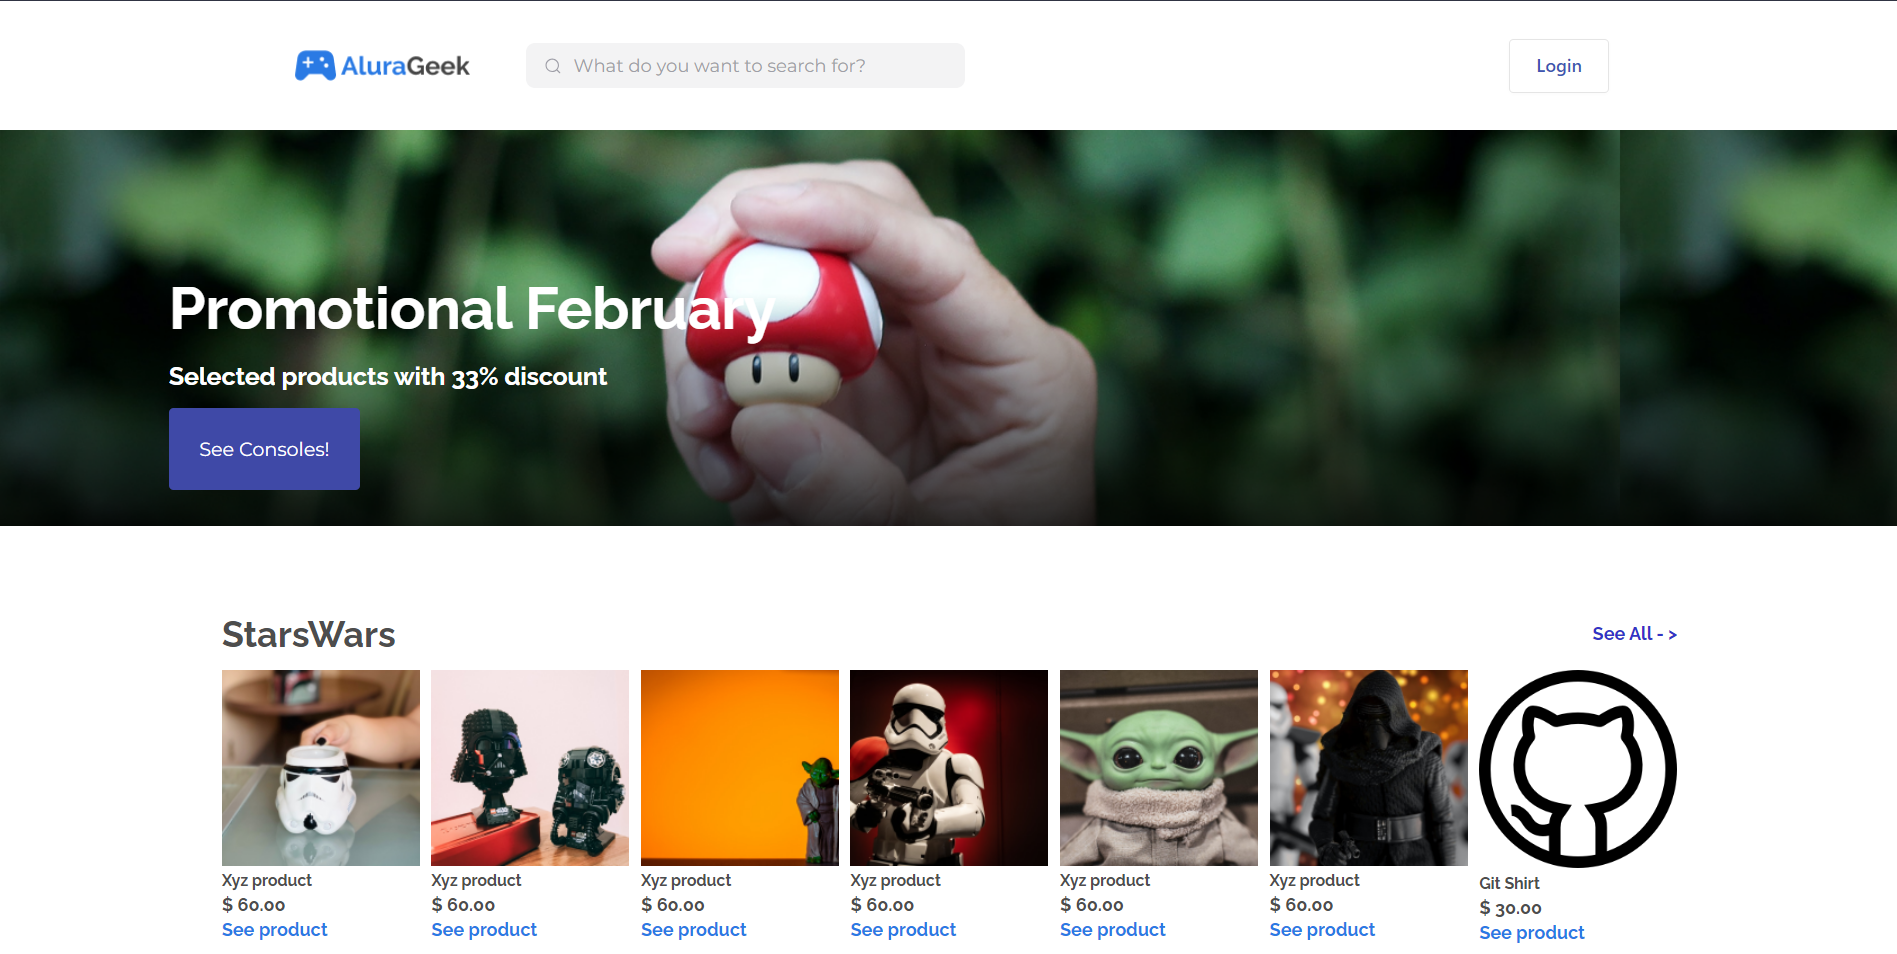 AluraGeek
What do you want to search for?
Login
Promotional February
Selected products with 33% discount
See Consoles!
StarsWars
See All - >
Xyz product
$ 60.00
See product
Xyz product
$ 60.00
See product
Xyz product
$ 60.00
See product
Xyz product
$ 60.00
See product
Xyz product
$ 60.00
See product
Xyz product
$ 60.00
See product
Git Shirt
$ 30.00
See product